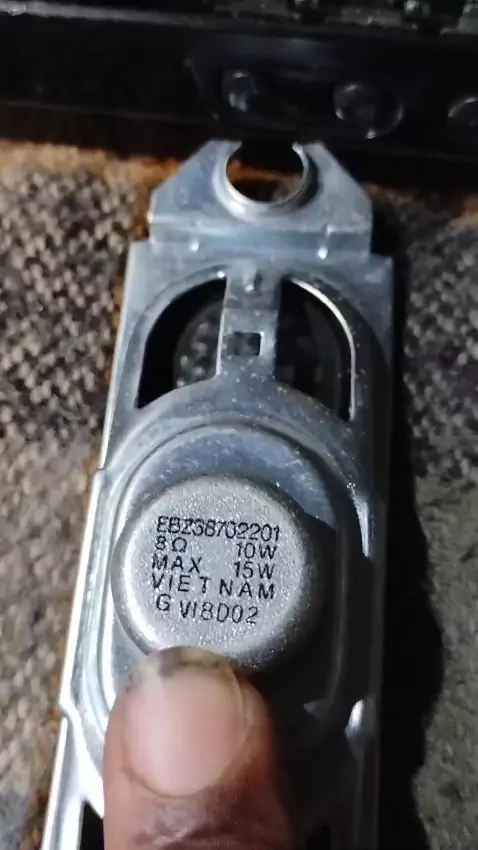 EBZ38702201
8Ω 10W
MAX 15W
VIETNAM
G VI8D02